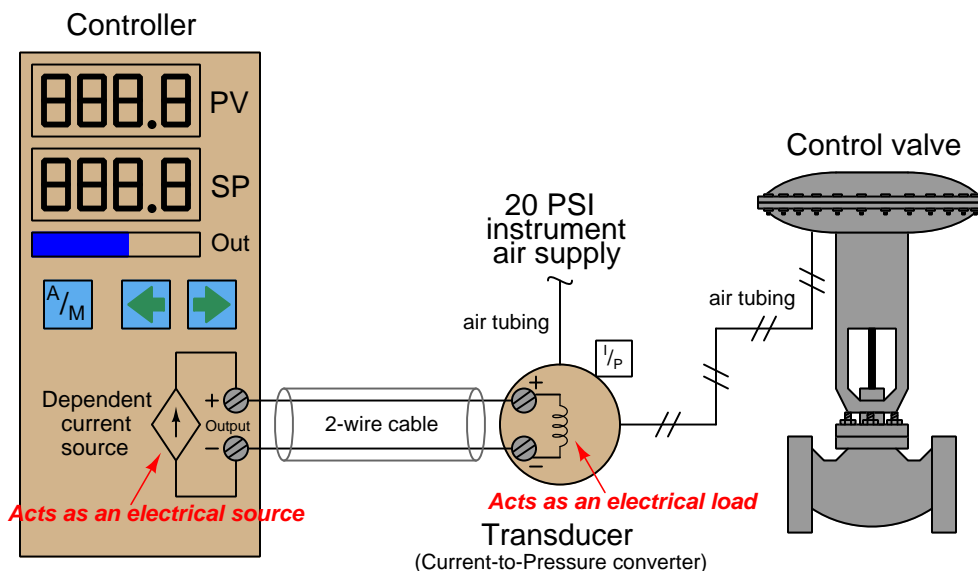 Controller
888.8
PV
888.8
SP
Out
A/M
Dependent
current
source
+
Output
-
Acts as an electrical source
2-wire cable
20 PSI
instrument
air supply
air tubing
I/P
+
-
Acts as an electrical load
Transducer
(Current-to-Pressure converter)
air tubing
Control valve